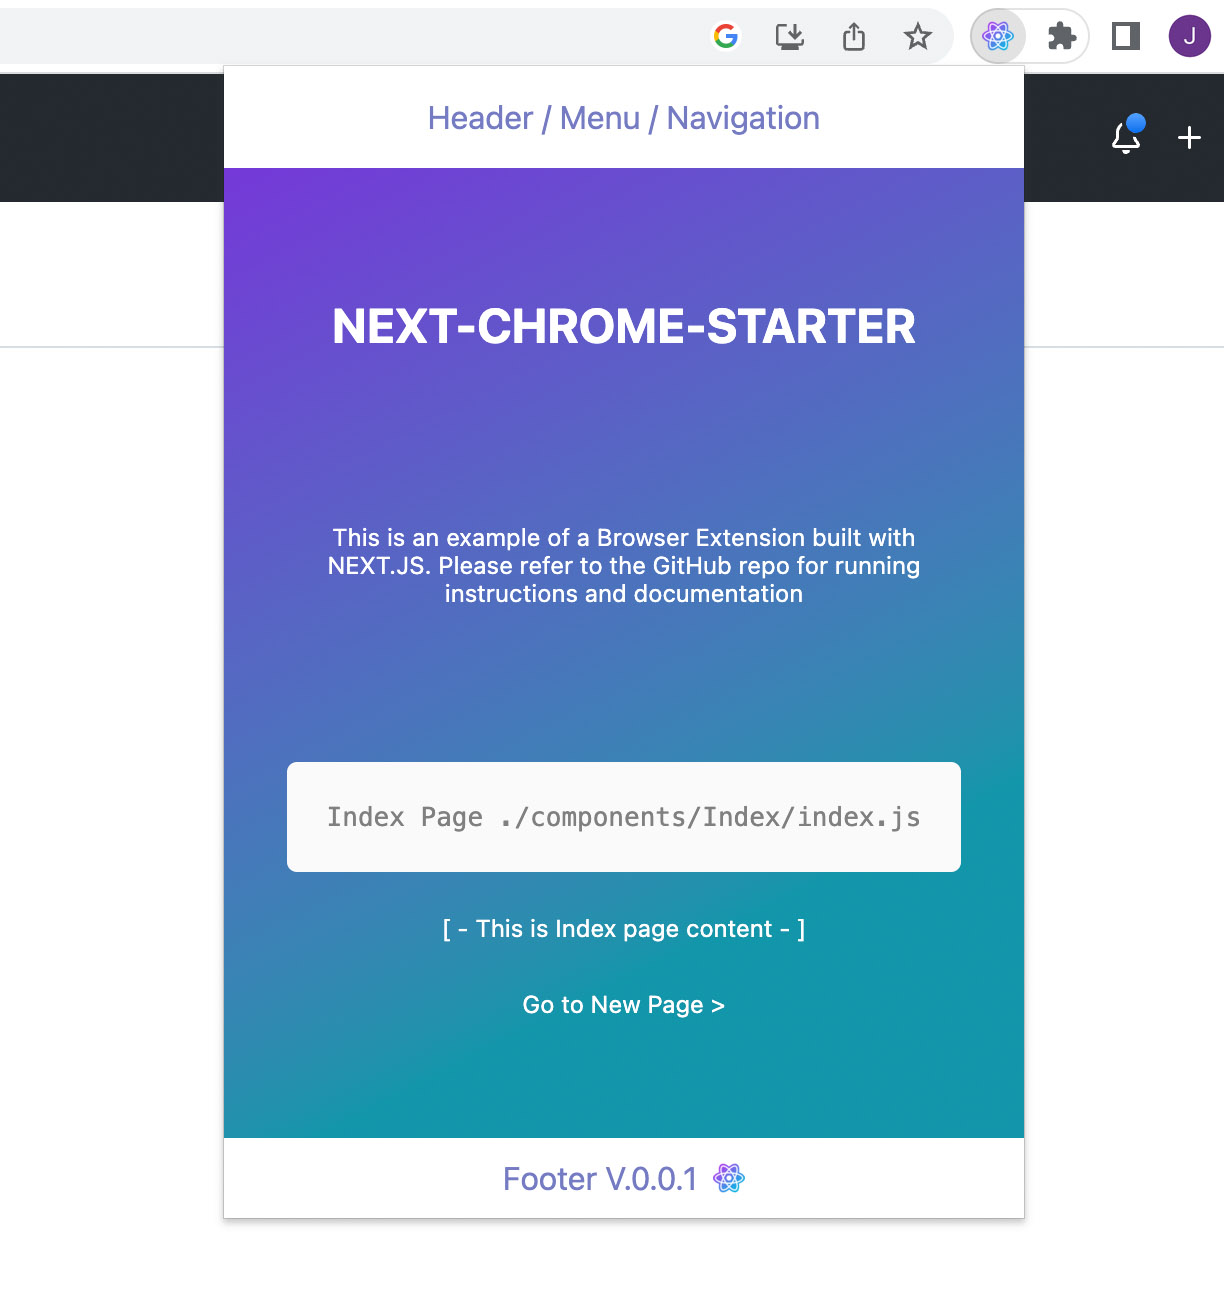 J
Header / Menu / Navigation
NEXT-CHROME-STARTER
This is an example of a Browser Extension built with
NEXT.JS. Please refer to the GitHub repo for running
instructions and documentation
Index Page ./components/Index/index.js
[ - This is Index page content - ]
Go to New Page >
Footer V.0.0.1